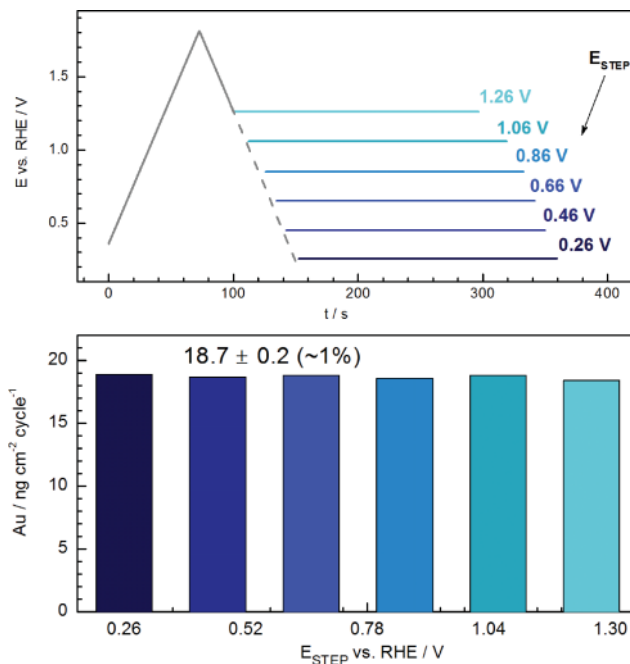 E vs. RHE / V
1.5
1.0
0.5
E_STEP
1.26 V
1.06 V
0.86 V
0.66 V
0.46 V
0.26 V
0 100 200 300 400
t / s
Au / ng cm⁻² cycle⁻¹
20
15
10
5
0
18.7 ± 0.2 (~1%)
0.26 0.52 0.78 1.04 1.30
E_STEP vs. RHE / V